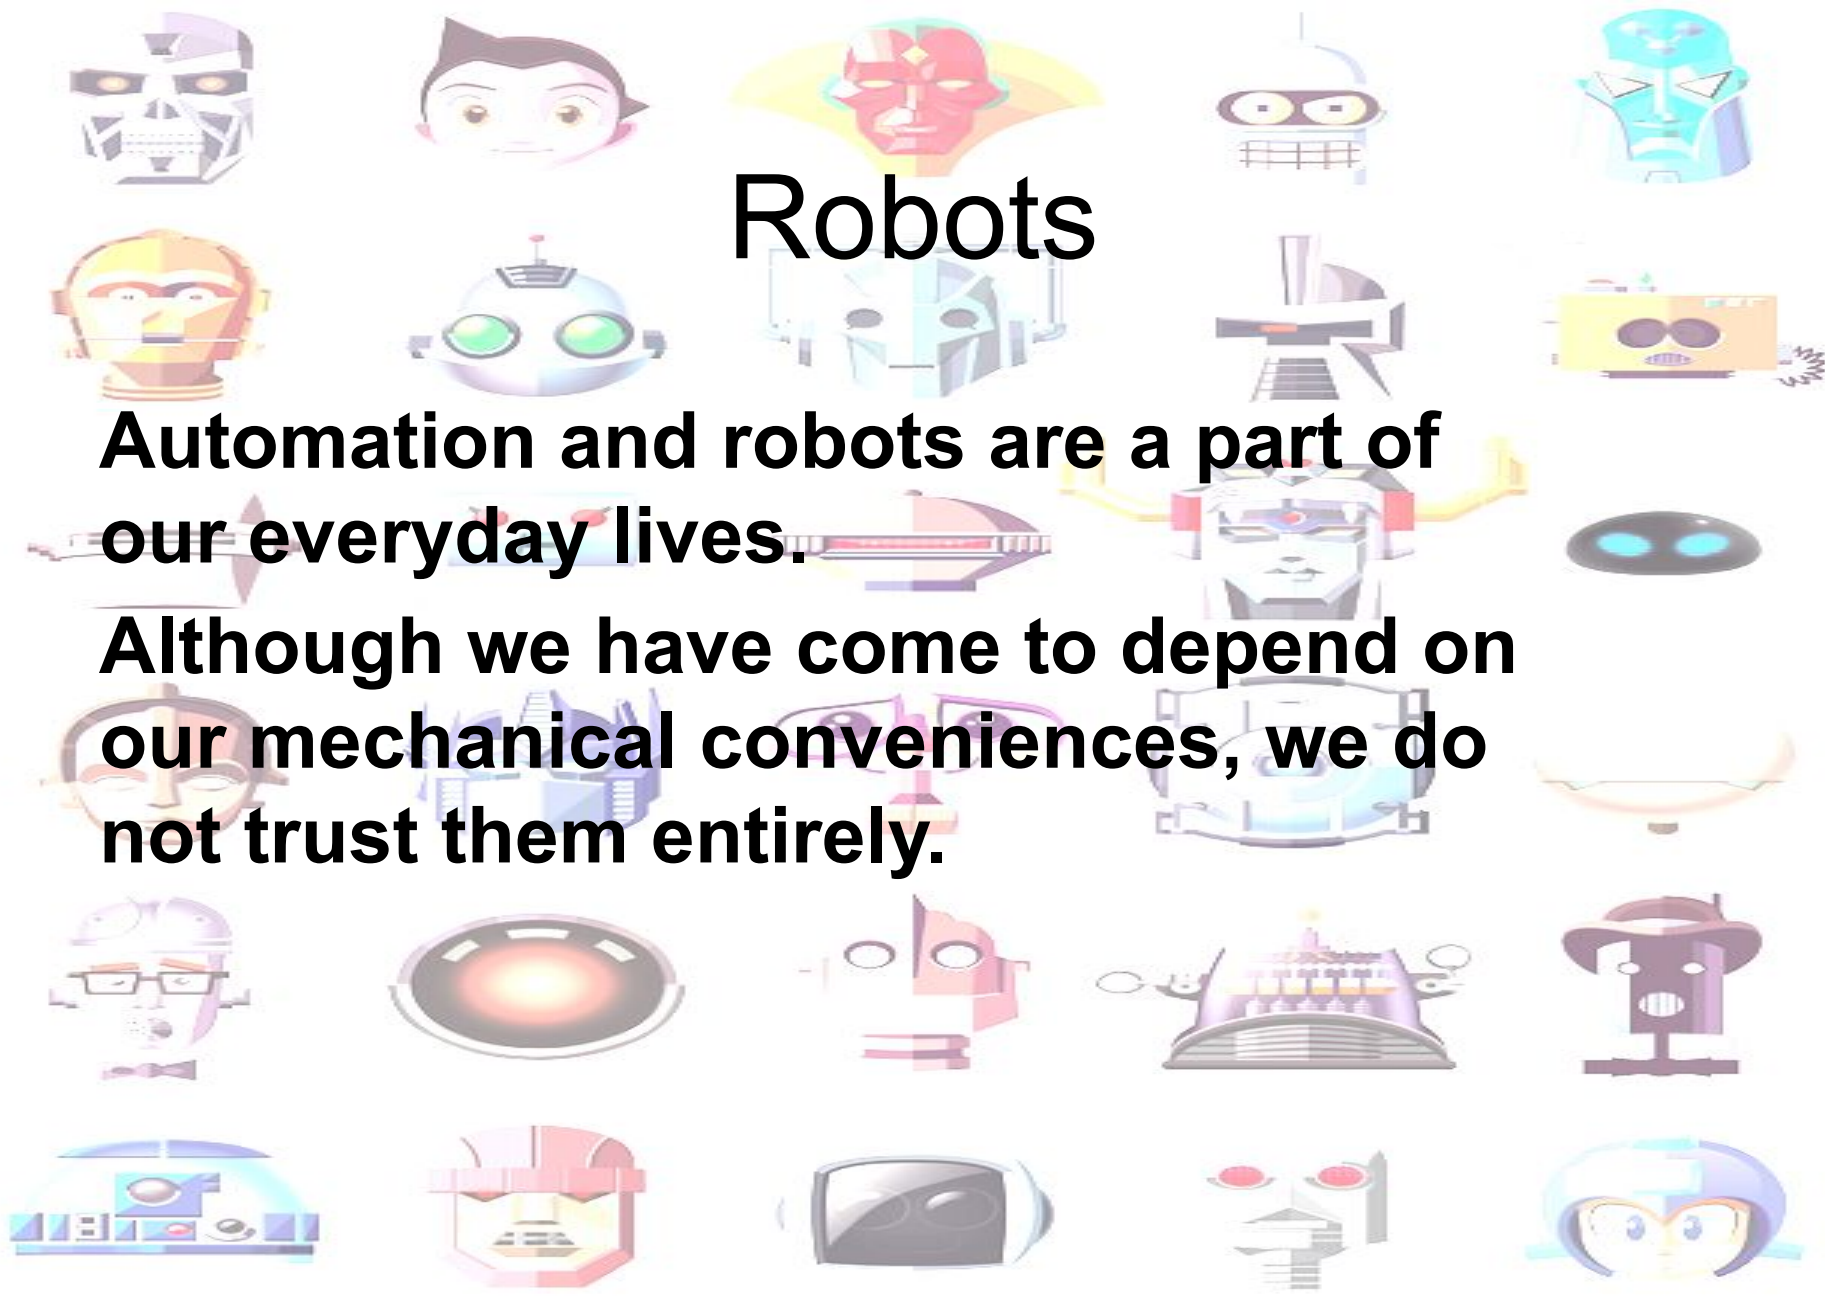 Robots
Automation and robots are a part of
our everyday lives.
Although we have come to depend on
our mechanical conveniences, we do
not trust them entirely.